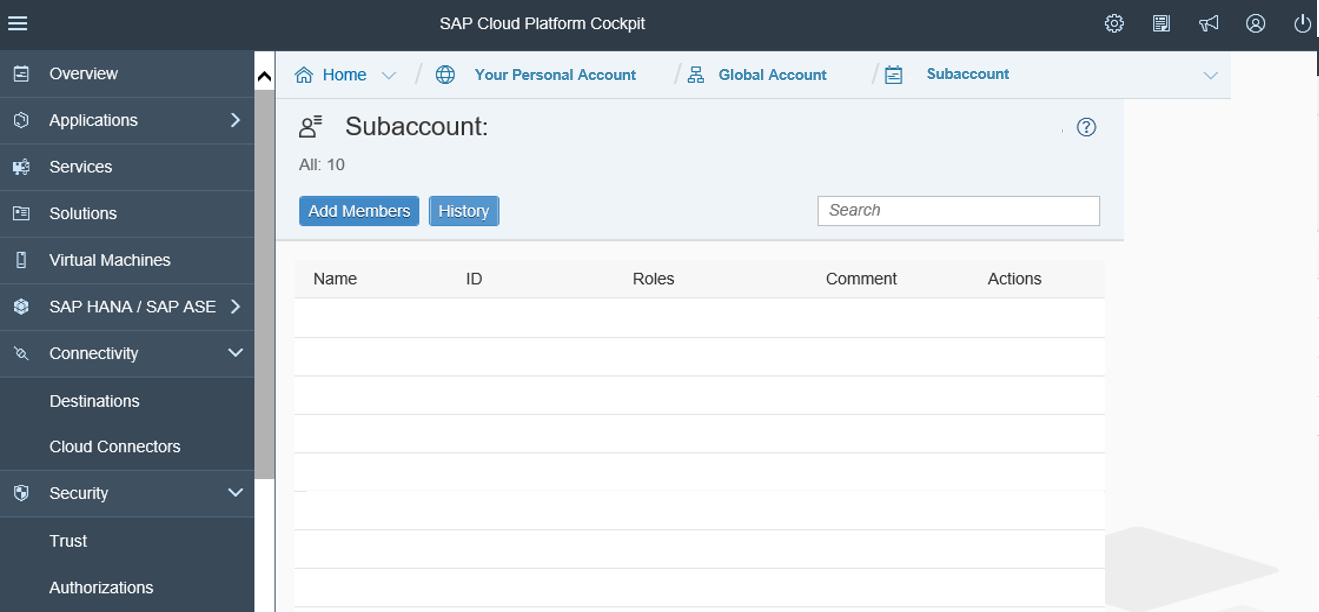 SAP Cloud Platform Cockpit
Overview
Applications
Services
Solutions
Virtual Machines
SAP HANA / SAP ASE
Connectivity
Destinations
Cloud Connectors
Security
Trust
Authorizations
Home / Your Personal Account / Global Account / Subaccount
Subaccount:
All: 10
Add Members History Search
Name ID Roles Comment Actions